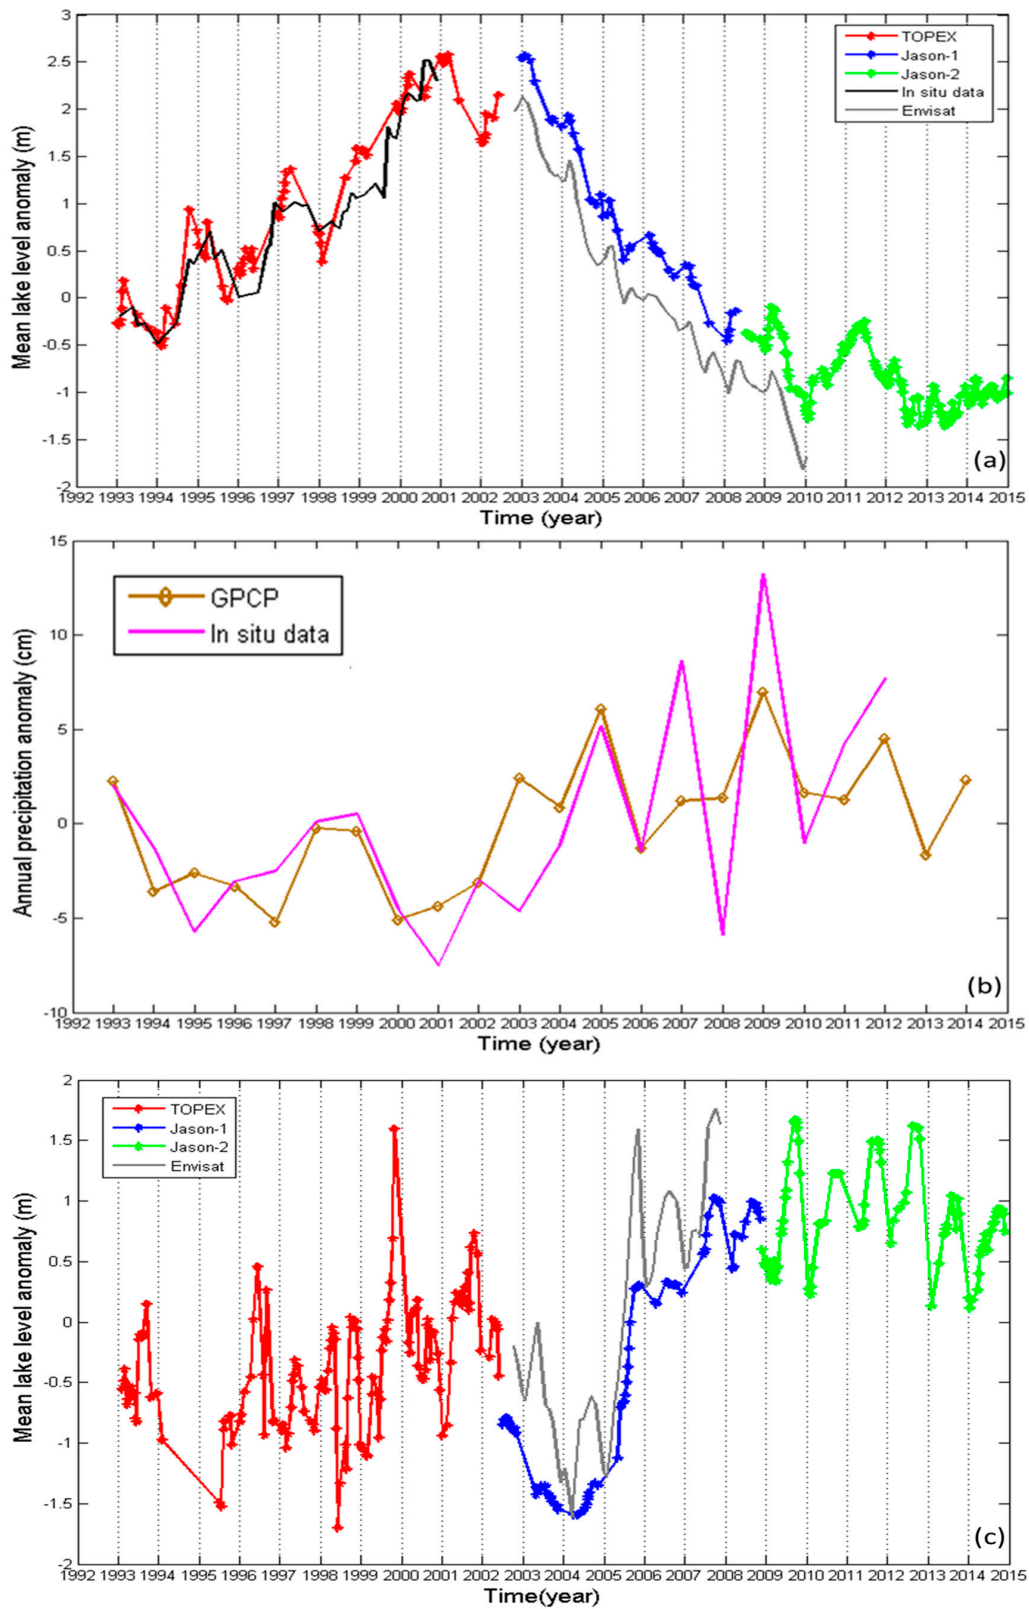 3
2.5
2
1.5
1
0.5
0
-0.5
-1
-1.5
-2
Mean lake level anomaly (m)
TOPEX
Jason-1
Jason-2
In situ data
Envisat
(a)
1992 1993 1994 1995 1996 1997 1998 1999 2000 2001 2002 2003 2004 2005 2006 2007 2008 2009 2010 2011 2012 2013 2014 2015
Time (year)
15
10
5
0
-5
-10
Annual precipitation anomaly (cm)
GPCP
In situ data
(b)
1992 1993 1994 1995 1996 1997 1998 1999 2000 2001 2002 2003 2004 2005 2006 2007 2008 2009 2010 2011 2012 2013 2014 2015
Time (year)
2
1.5
1
0.5
0
-0.5
-1
-1.5
-2
Mean lake level anomaly (m)
TOPEX
Jason-1
Jason-2
Envisat
(c)
1992 1993 1994 1995 1996 1997 1998 1999 2000 2001 2002 2003 2004 2005 2006 2007 2008 2009 2010 2011 2012 2013 2014 2015
Time(year)